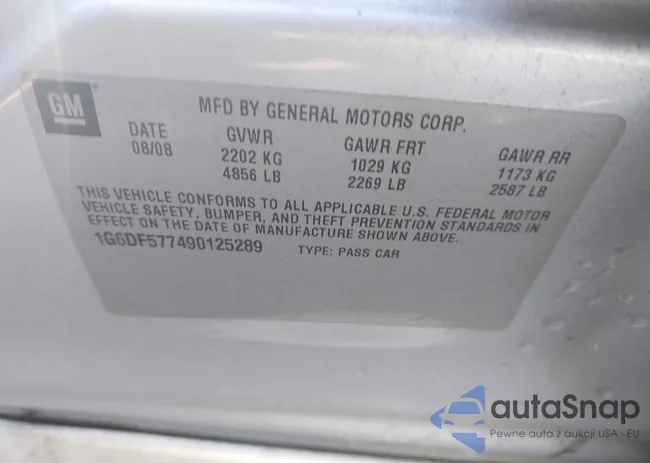 GM
MFD BY GENERAL MOTORS CORP.
DATE GVWR GAWR FRT GAWR RR
08/08 2202 KG 1029 KG 1173 KG
4856 LB 2269 LB 2587 LB
THIS VEHICLE CONFORMS TO ALL APPLICABLE U.S. FEDERAL MOTOR
VEHICLE SAFETY, BUMPER, AND THEFT PREVENTION STANDARDS IN
EFFECT ON THE DATE OF MANUFACTURE SHOWN ABOVE.
1G6DF577490125289 TYPE: PASS CAR
autaSnap
Pewne auta z aukcji USA i EU